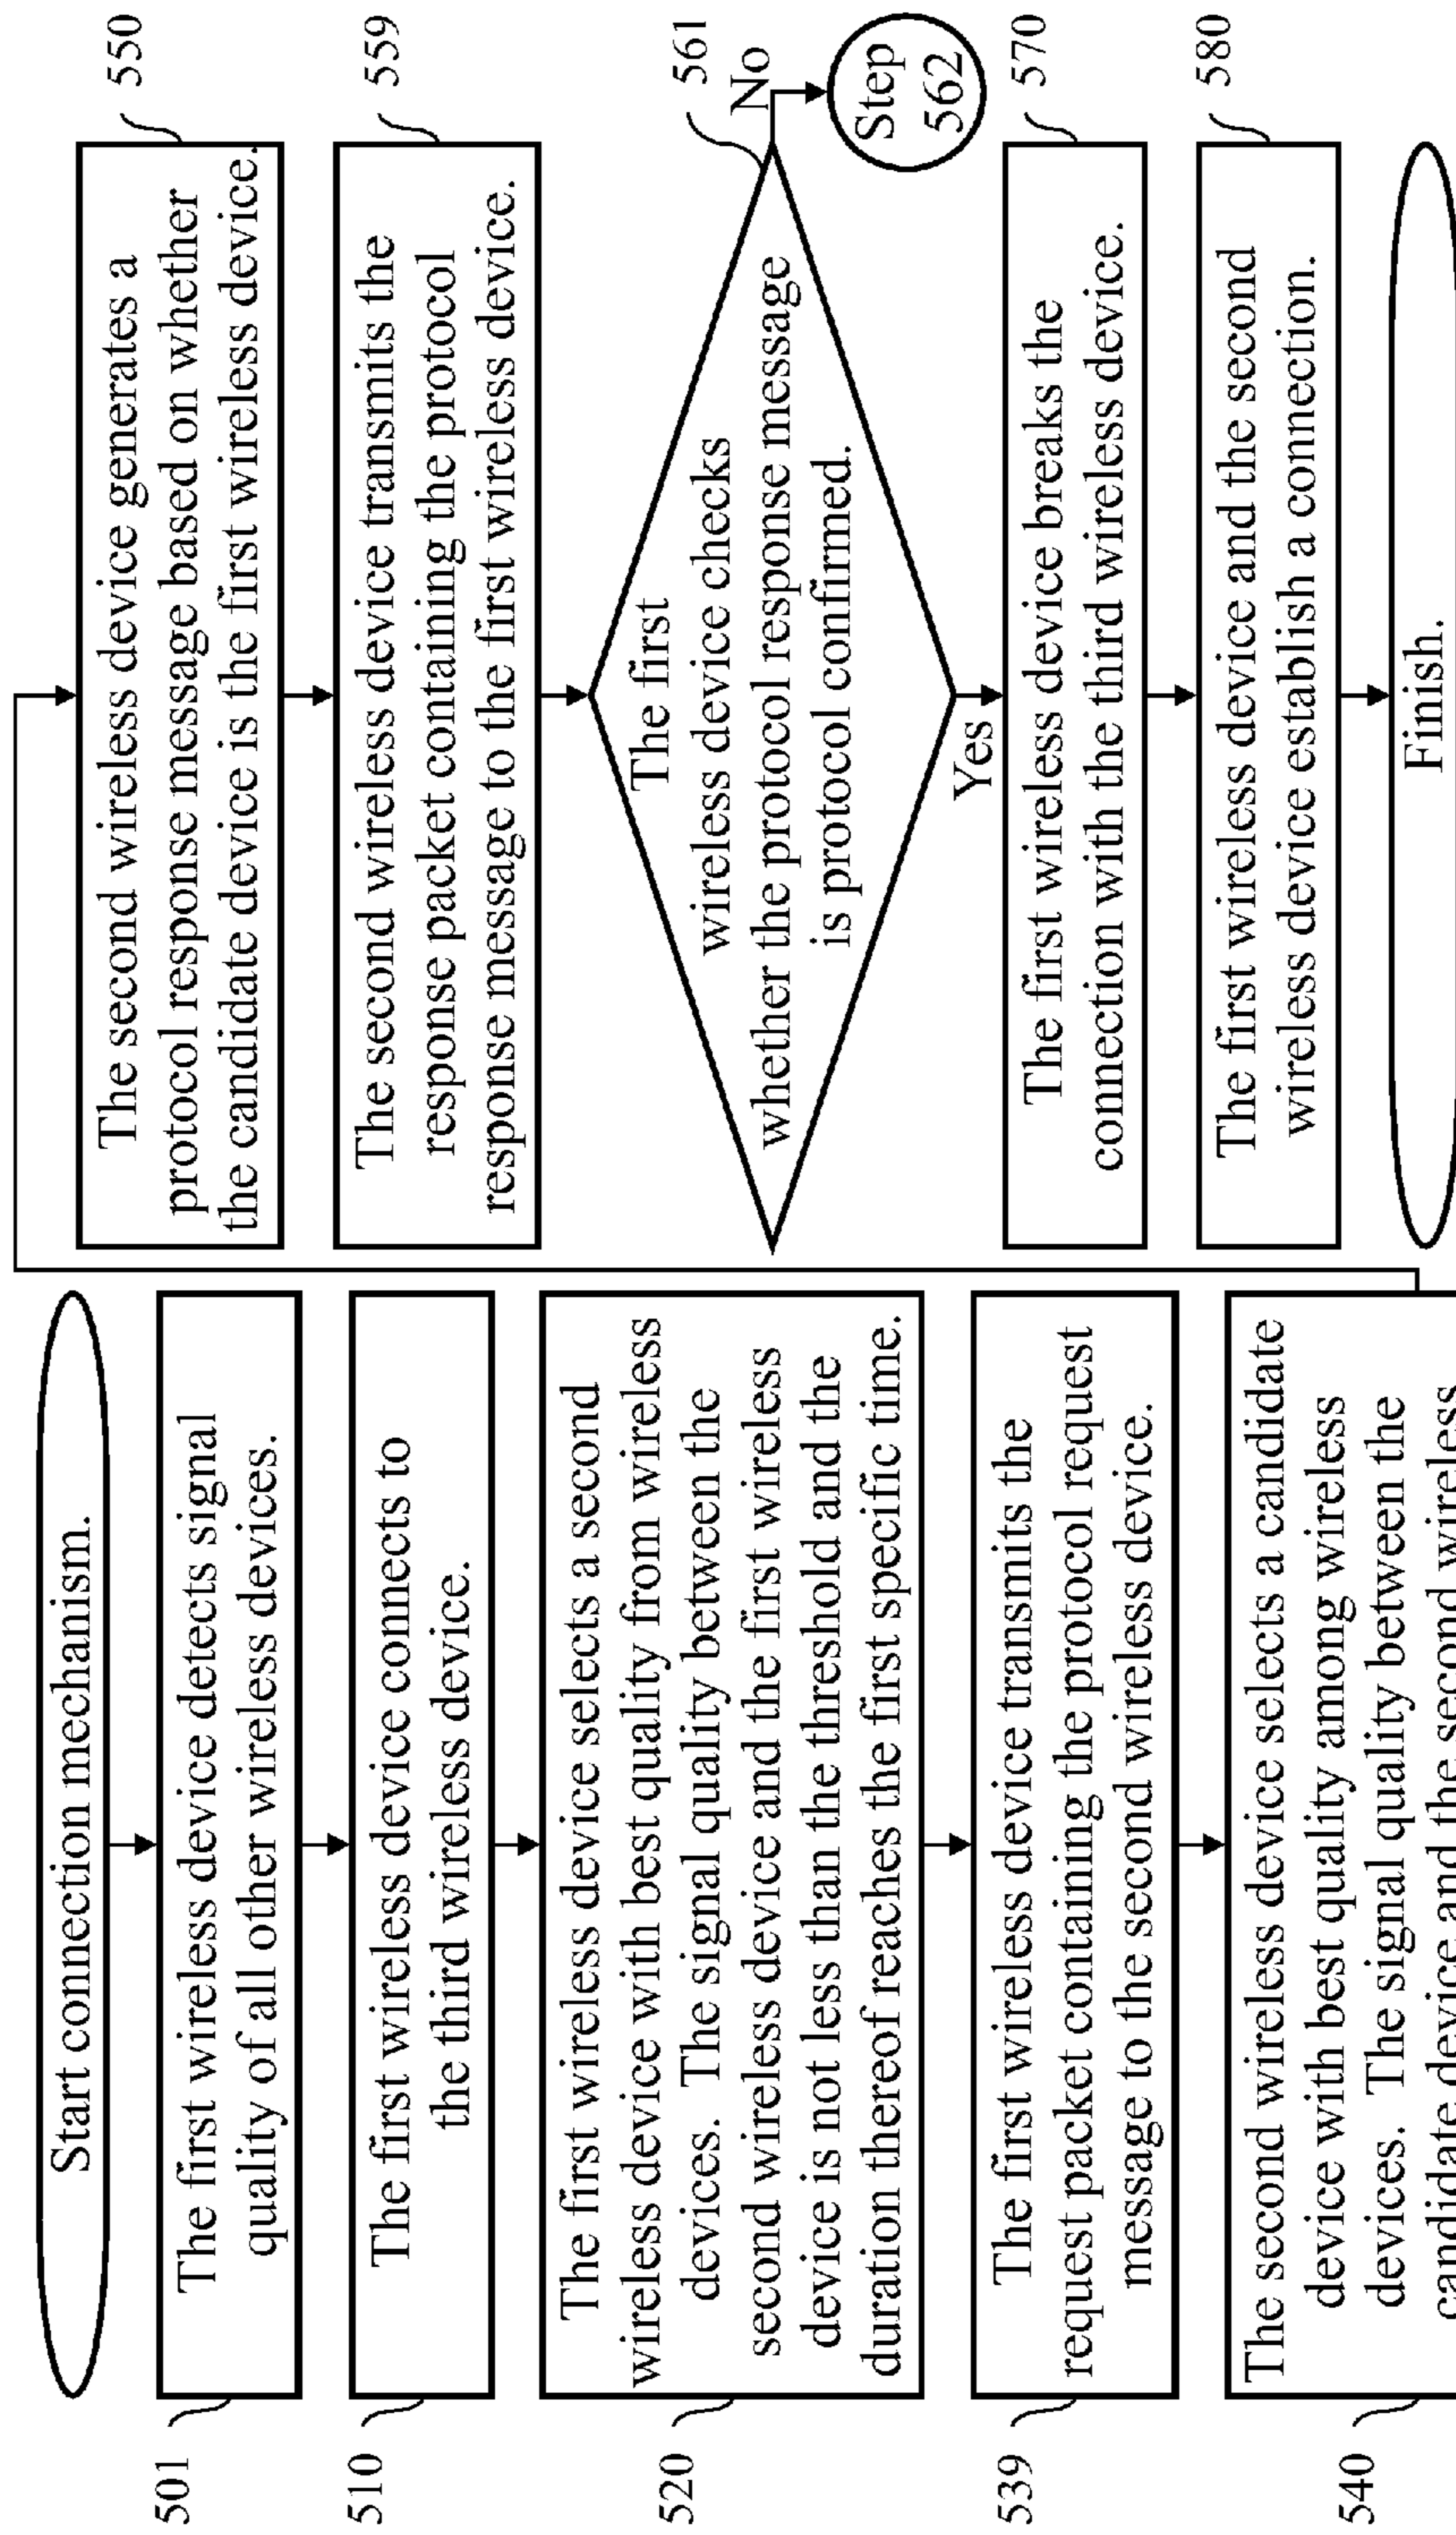 Start connection mechanism.
501
The first wireless device detects signal
quality of all other wireless devices.
510
The first wireless device connects to
the third wireless device.
520
The first wireless device selects a second
wireless device with best quality from wireless
devices. The signal quality between the
second wireless device and the first wireless
device is not less than the threshold and the
duration thereof reaches the first specific time.
539
The first wireless device transmits the
request packet containing the protocol request
message to the second wireless device.
540
The second wireless device selects a candidate
device with best quality among wireless
devices. The signal quality between the
candidate device and the second wireless
550
The second wireless device generates a
protocol response message based on whether
the candidate device is the first wireless device.
559
The second wireless device transmits the
response packet containing the protocol
response message to the first wireless device.
561
The first
wireless device checks
whether the protocol response message
is protocol confirmed.
No
Step
562
Yes
570
The first wireless device breaks the
connection with the third wireless device.
580
The first wireless device and the second
wireless device establish a connection.
Finish.